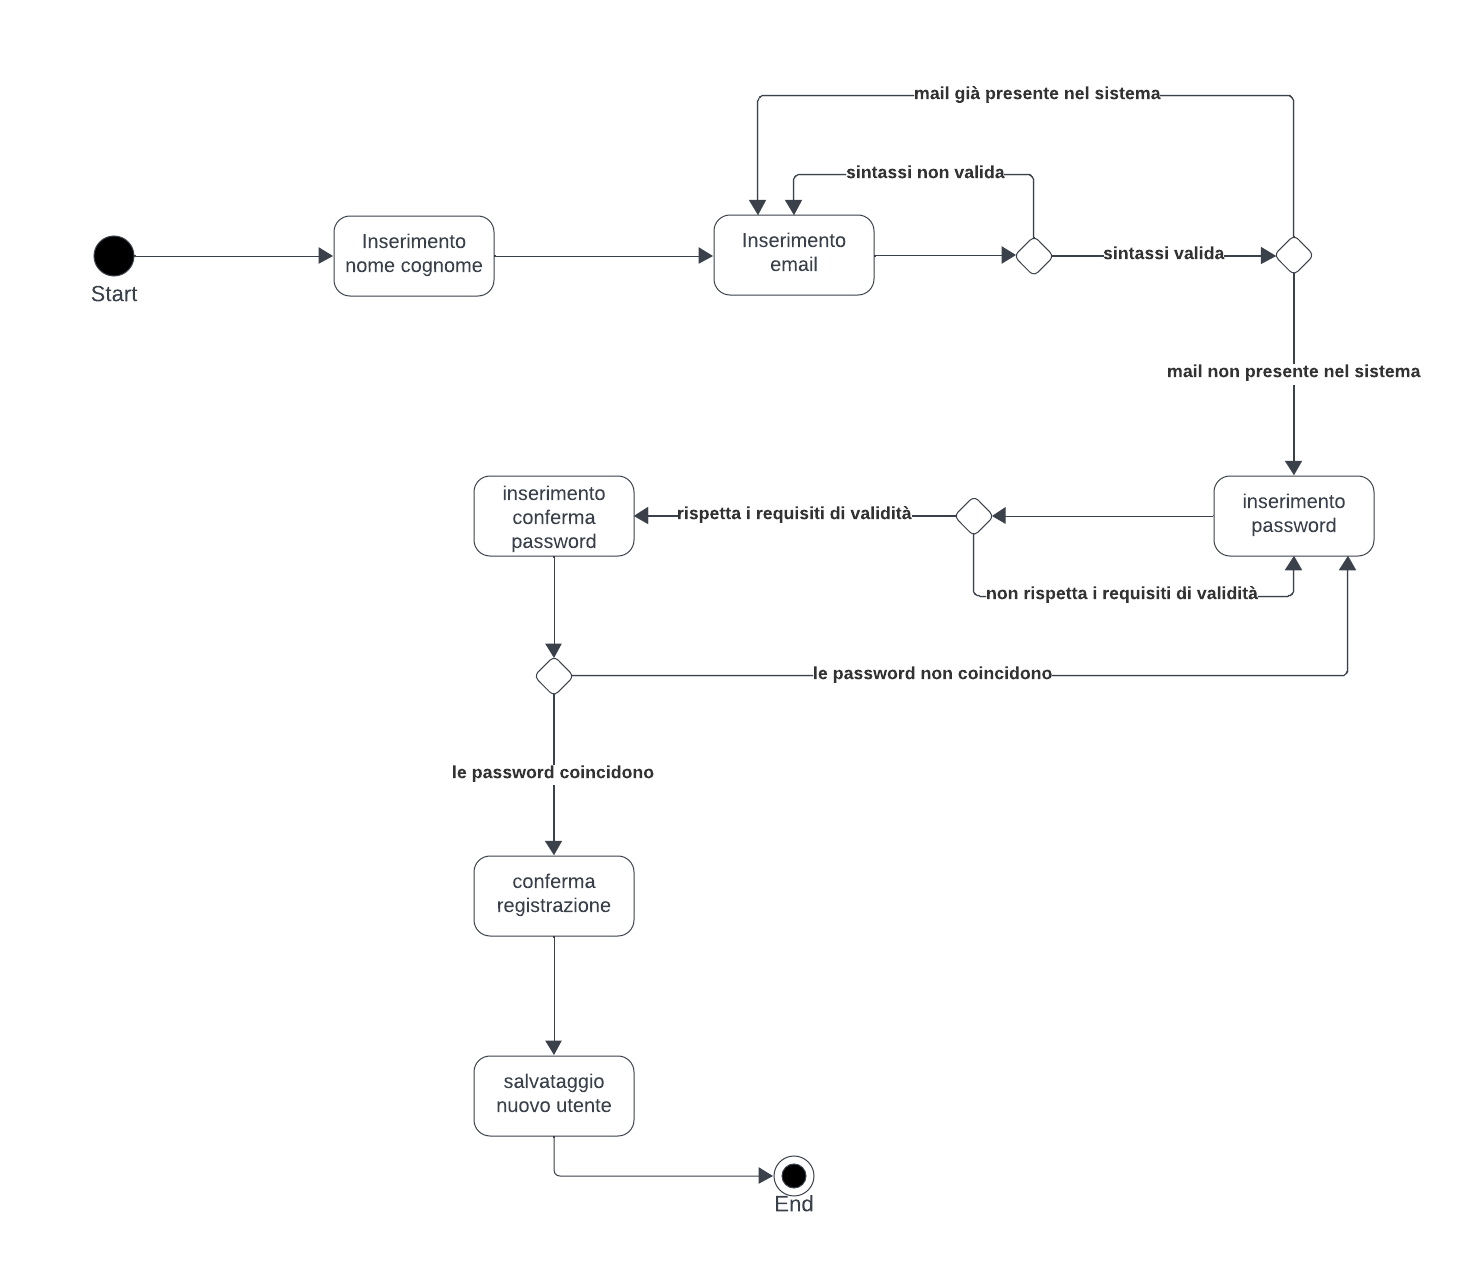 mail già presente nel sistema
sintassi non valida
Start
Inserimento
nome cognome
Inserimento
email
sintassi valida
mail non presente nel sistema
inserimento
password
rispetta i requisiti di validità
inserimento
conferma
password
non rispetta i requisiti di validità
le password non coincidono
le password coincidono
conferma
registrazione
salvataggio
nuovo utente
End